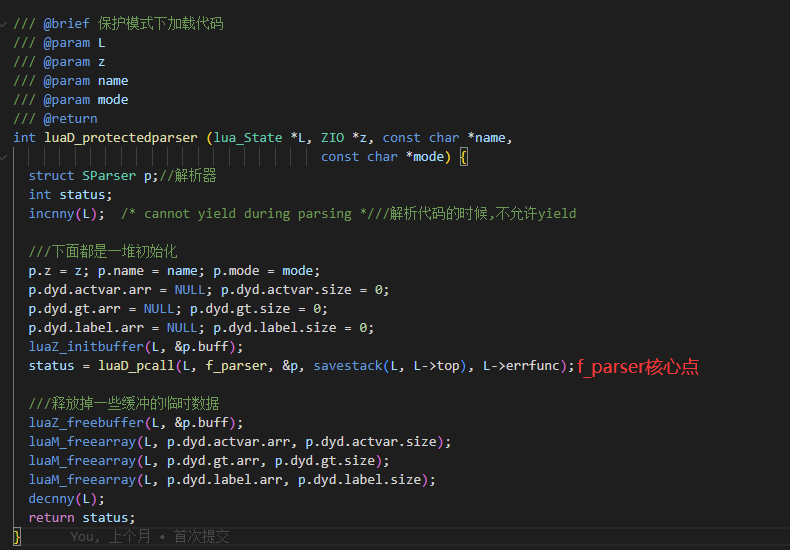 /// @brief 保护模式下加载代码
/// @param L
/// @param z
/// @param name
/// @param mode
/// @return
int luaD_protectedparser (lua_State *L, ZIO *z, const char *name,
const char *mode) {
struct SParser p;//解析器
int status;
incnny(L);  /* cannot yield during parsing *///解析代码的时候,不允许yield
///下面都是一堆初始化
p.z = z; p.name = name; p.mode = mode;
p.dyd.actvar.arr = NULL; p.dyd.actvar.size = 0;
p.dyd.gt.arr = NULL; p.dyd.gt.size = 0;
p.dyd.label.arr = NULL; p.dyd.label.size = 0;
luaZ_initbuffer(L, &p.buff);
status = luaD_pcall(L, f_parser, &p, savestack(L, L->top), L->errfunc);f_parser核心点
///释放掉一些缓冲的临时数据
luaZ_freebuffer(L, &p.buff);
luaM_freearray(L, p.dyd.actvar.arr, p.dyd.actvar.size);
luaM_freearray(L, p.dyd.gt.arr, p.dyd.gt.size);
luaM_freearray(L, p.dyd.label.arr, p.dyd.label.size);
decnny(L);
return status;
} You, 上个月 • 首次提交